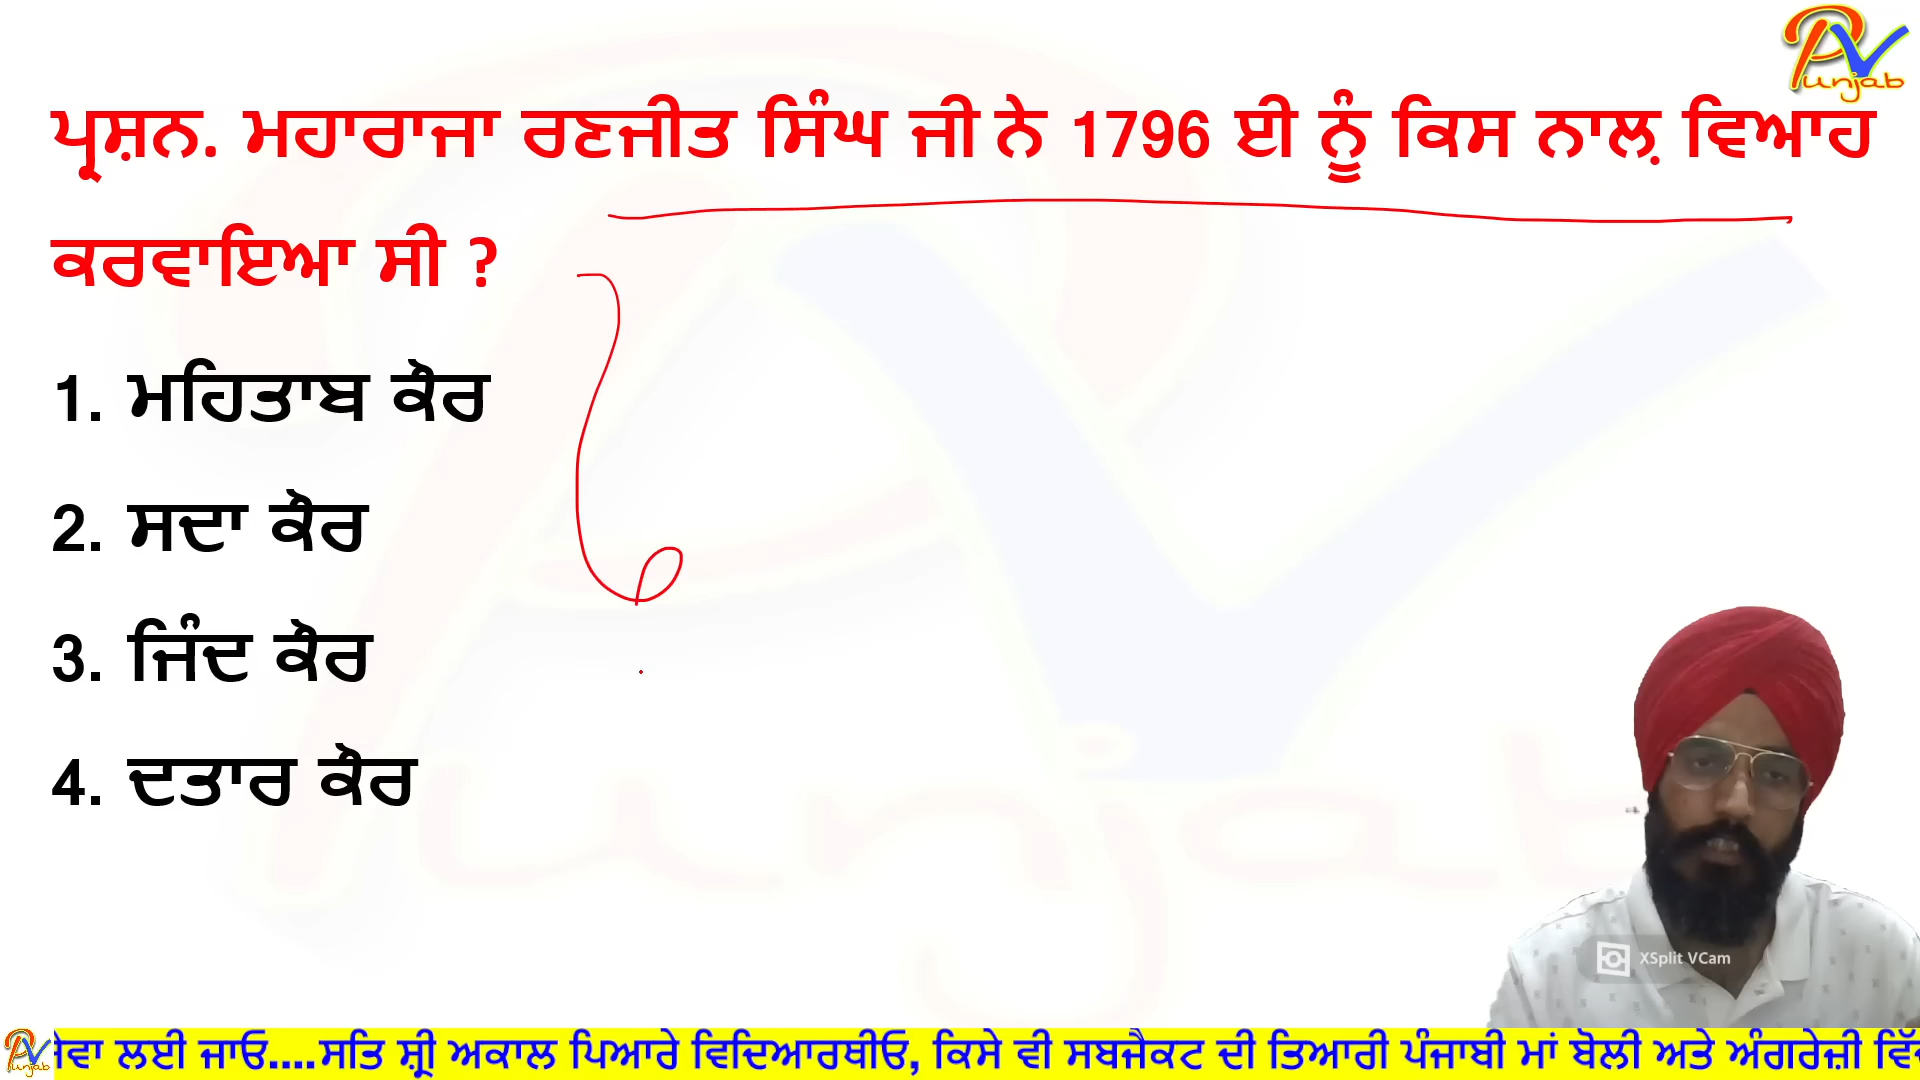 Punjab
ਪ੍ਰਸ਼ਨ. ਮਹਾਰਾਜਾ ਰਣਜੀਤ ਸਿੰਘ ਜੀ ਨੇ 1796 ਈ ਨੂੰ ਕਿਸ ਨਾਲ਼ ਵਿਆਹ
ਕਰਵਾਇਆ ਸੀ ?
1. ਮਹਿਤਾਬ ਕੌਰ
2. ਸਦਾ ਕੌਰ
3. ਜਿੰਦ ਕੌਰ
4. ਦਤਾਰ ਕੌਰ
XSplit VCam
ਲਈ ਜਾਓ....ਸਤਿ ਸ਼੍ਰੀ ਅਕਾਲ ਪਿਆਰੇ ਵਿਦਿਆਰਥੀਓ, ਕਿਸੇ ਵੀ ਸਬਜੈਕਟ ਦੀ ਤਿਆਰੀ ਪੰਜਾਬੀ ਮਾਂ ਬੋਲੀ ਅਤੇ ਅੰਗਰੇਜ਼ੀ